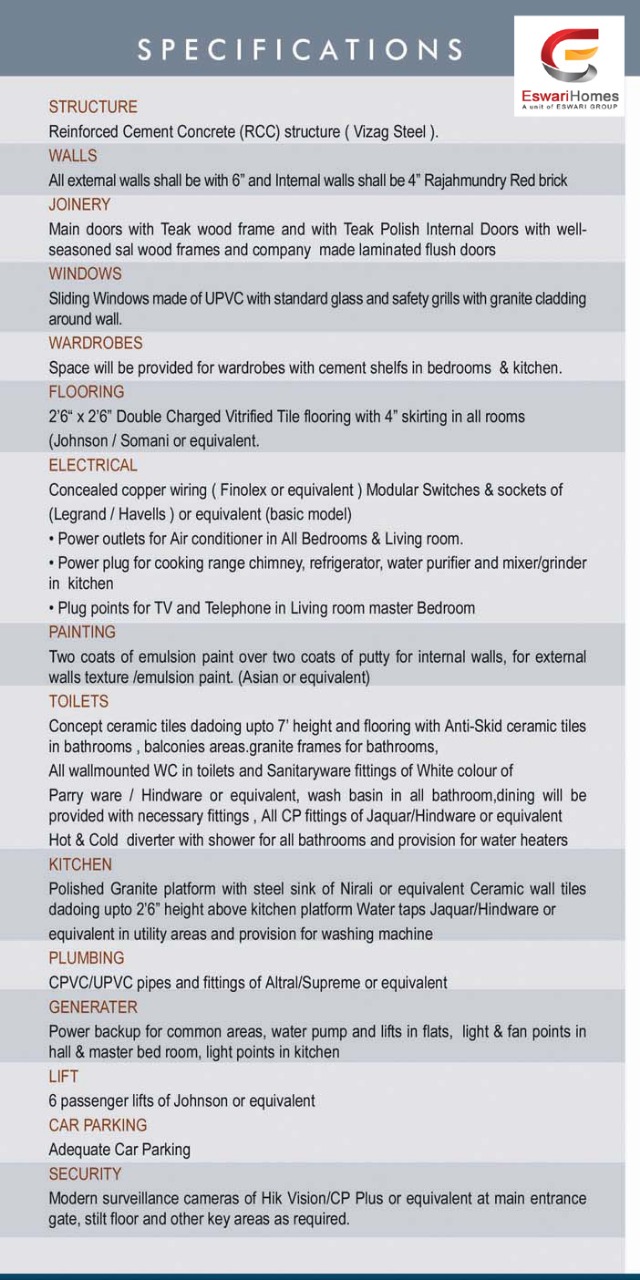 SPECIFICATIONS
EswariHomes
A unit of ESWARI GROUP
STRUCTURE
Reinforced Cement Concrete (RCC) structure ( Vizag Steel ).
WALLS
All external walls shall be with 6” and Internal walls shall be 4” Rajahmundry Red brick
JOINERY
Main doors with Teak wood frame and with Teak Polish Internal Doors with well-
seasoned sal wood frames and company made laminated flush doors
WINDOWS
Sliding Windows made of UPVC with standard glass and safety grills with granite cladding
around wall.
WARDROBES
Space will be provided for wardrobes with cement shelfs in bedrooms & kitchen.
FLOORING
2’6“ x 2’6” Double Charged Vitrified Tile flooring with 4” skirting in all rooms
(Johnson / Somani or equivalent.
ELECTRICAL
Concealed copper wiring ( Finolex or equivalent ) Modular Switches & sockets of
(Legrand / Havells ) or equivalent (basic model)
• Power outlets for Air conditioner in All Bedrooms & Living room.
• Power plug for cooking range chimney, refrigerator, water purifier and mixer/grinder
in kitchen
• Plug points for TV and Telephone in Living room master Bedroom
PAINTING
Two coats of emulsion paint over two coats of putty for internal walls, for external
walls texture /emulsion paint. (Asian or equivalent)
TOILETS
Concept ceramic tiles dadoing upto 7’ height and flooring with Anti-Skid ceramic tiles
in bathrooms , balconies areas.granite frames for bathrooms,
All wallmounted WC in toilets and Sanitaryware fittings of White colour of
Parry ware / Hindware or equivalent, wash basin in all bathroom,dining will be
provided with necessary fittings , All CP fittings of Jaquar/Hindware or equivalent
Hot & Cold diverter with shower for all bathrooms and provision for water heaters
KITCHEN
Polished Granite platform with steel sink of Nirali or equivalent Ceramic wall tiles
dadoing upto 2’6” height above kitchen platform Water taps Jaquar/Hindware or
equivalent in utility areas and provision for washing machine
PLUMBING
CPVC/UPVC pipes and fittings of Altral/Supreme or equivalent
GENERATER
Power backup for common areas, water pump and lifts in flats, light & fan points in
hall & master bed room, light points in kitchen
LIFT
6 passenger lifts of Johnson or equivalent
CAR PARKING
Adequate Car Parking
SECURITY
Modern surveillance cameras of Hik Vision/CP Plus or equivalent at main entrance
gate, stilt floor and other key areas as required.